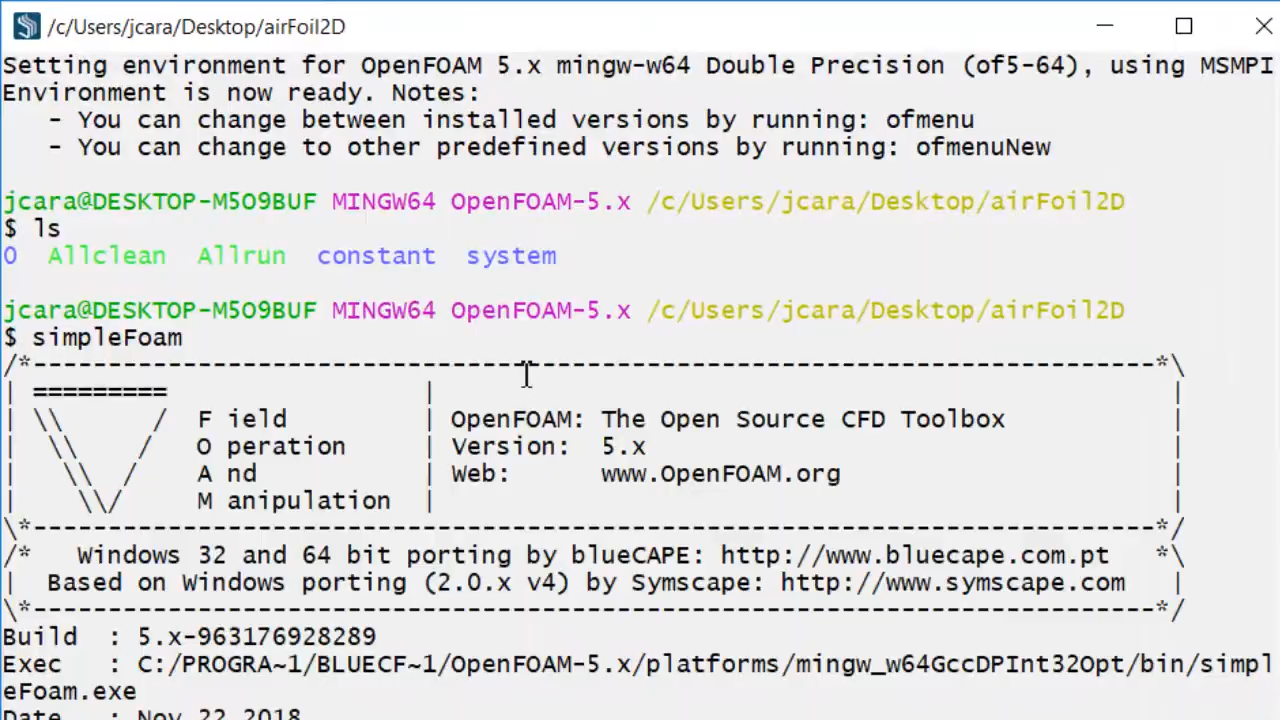 /c/Users/jcara/Desktop/airFoil2D
Setting environment for OpenFOAM 5.x mingw-w64 Double Precision (of5-64), using MSMPI
Environment is now ready. Notes:
   - You can change between installed versions by running: ofmenu
   - You can change to other predefined versions by running: ofmenuNew
jcara@DESKTOP-M5O9BUF MINGW64 OpenFOAM-5.x /c/Users/jcara/Desktop/airFoil2D
$ ls
0  Allclean  Allrun  constant  system
jcara@DESKTOP-M5O9BUF MINGW64 OpenFOAM-5.x /c/Users/jcara/Desktop/airFoil2D
$ simpleFoam
/*---------------------------------------------------------------------------*\
| =========                 |                                                 |
| \\      /  F ield         | OpenFOAM: The Open Source CFD Toolbox           |
|  \\    /   O peration     | Version:  5.x                                   |
|   \\  /    A nd           | Web:      www.OpenFOAM.org                      |
|    \\/     M anipulation  |                                                 |
\*---------------------------------------------------------------------------*/
/*   Windows 32 and 64 bit porting by blueCAPE: http://www.bluecape.com.pt   *\
|  Based on Windows porting (2.0.x v4) by Symscape: http://www.symscape.com   |
\*---------------------------------------------------------------------------*/
Build  : 5.x-963176928289
Exec   : C:/PROGRA~1/BLUECF~1/OpenFOAM-5.x/platforms/mingw_w64GccDPInt32Opt/bin/simpl
eFoam.exe
Date   : Nov 22 2018